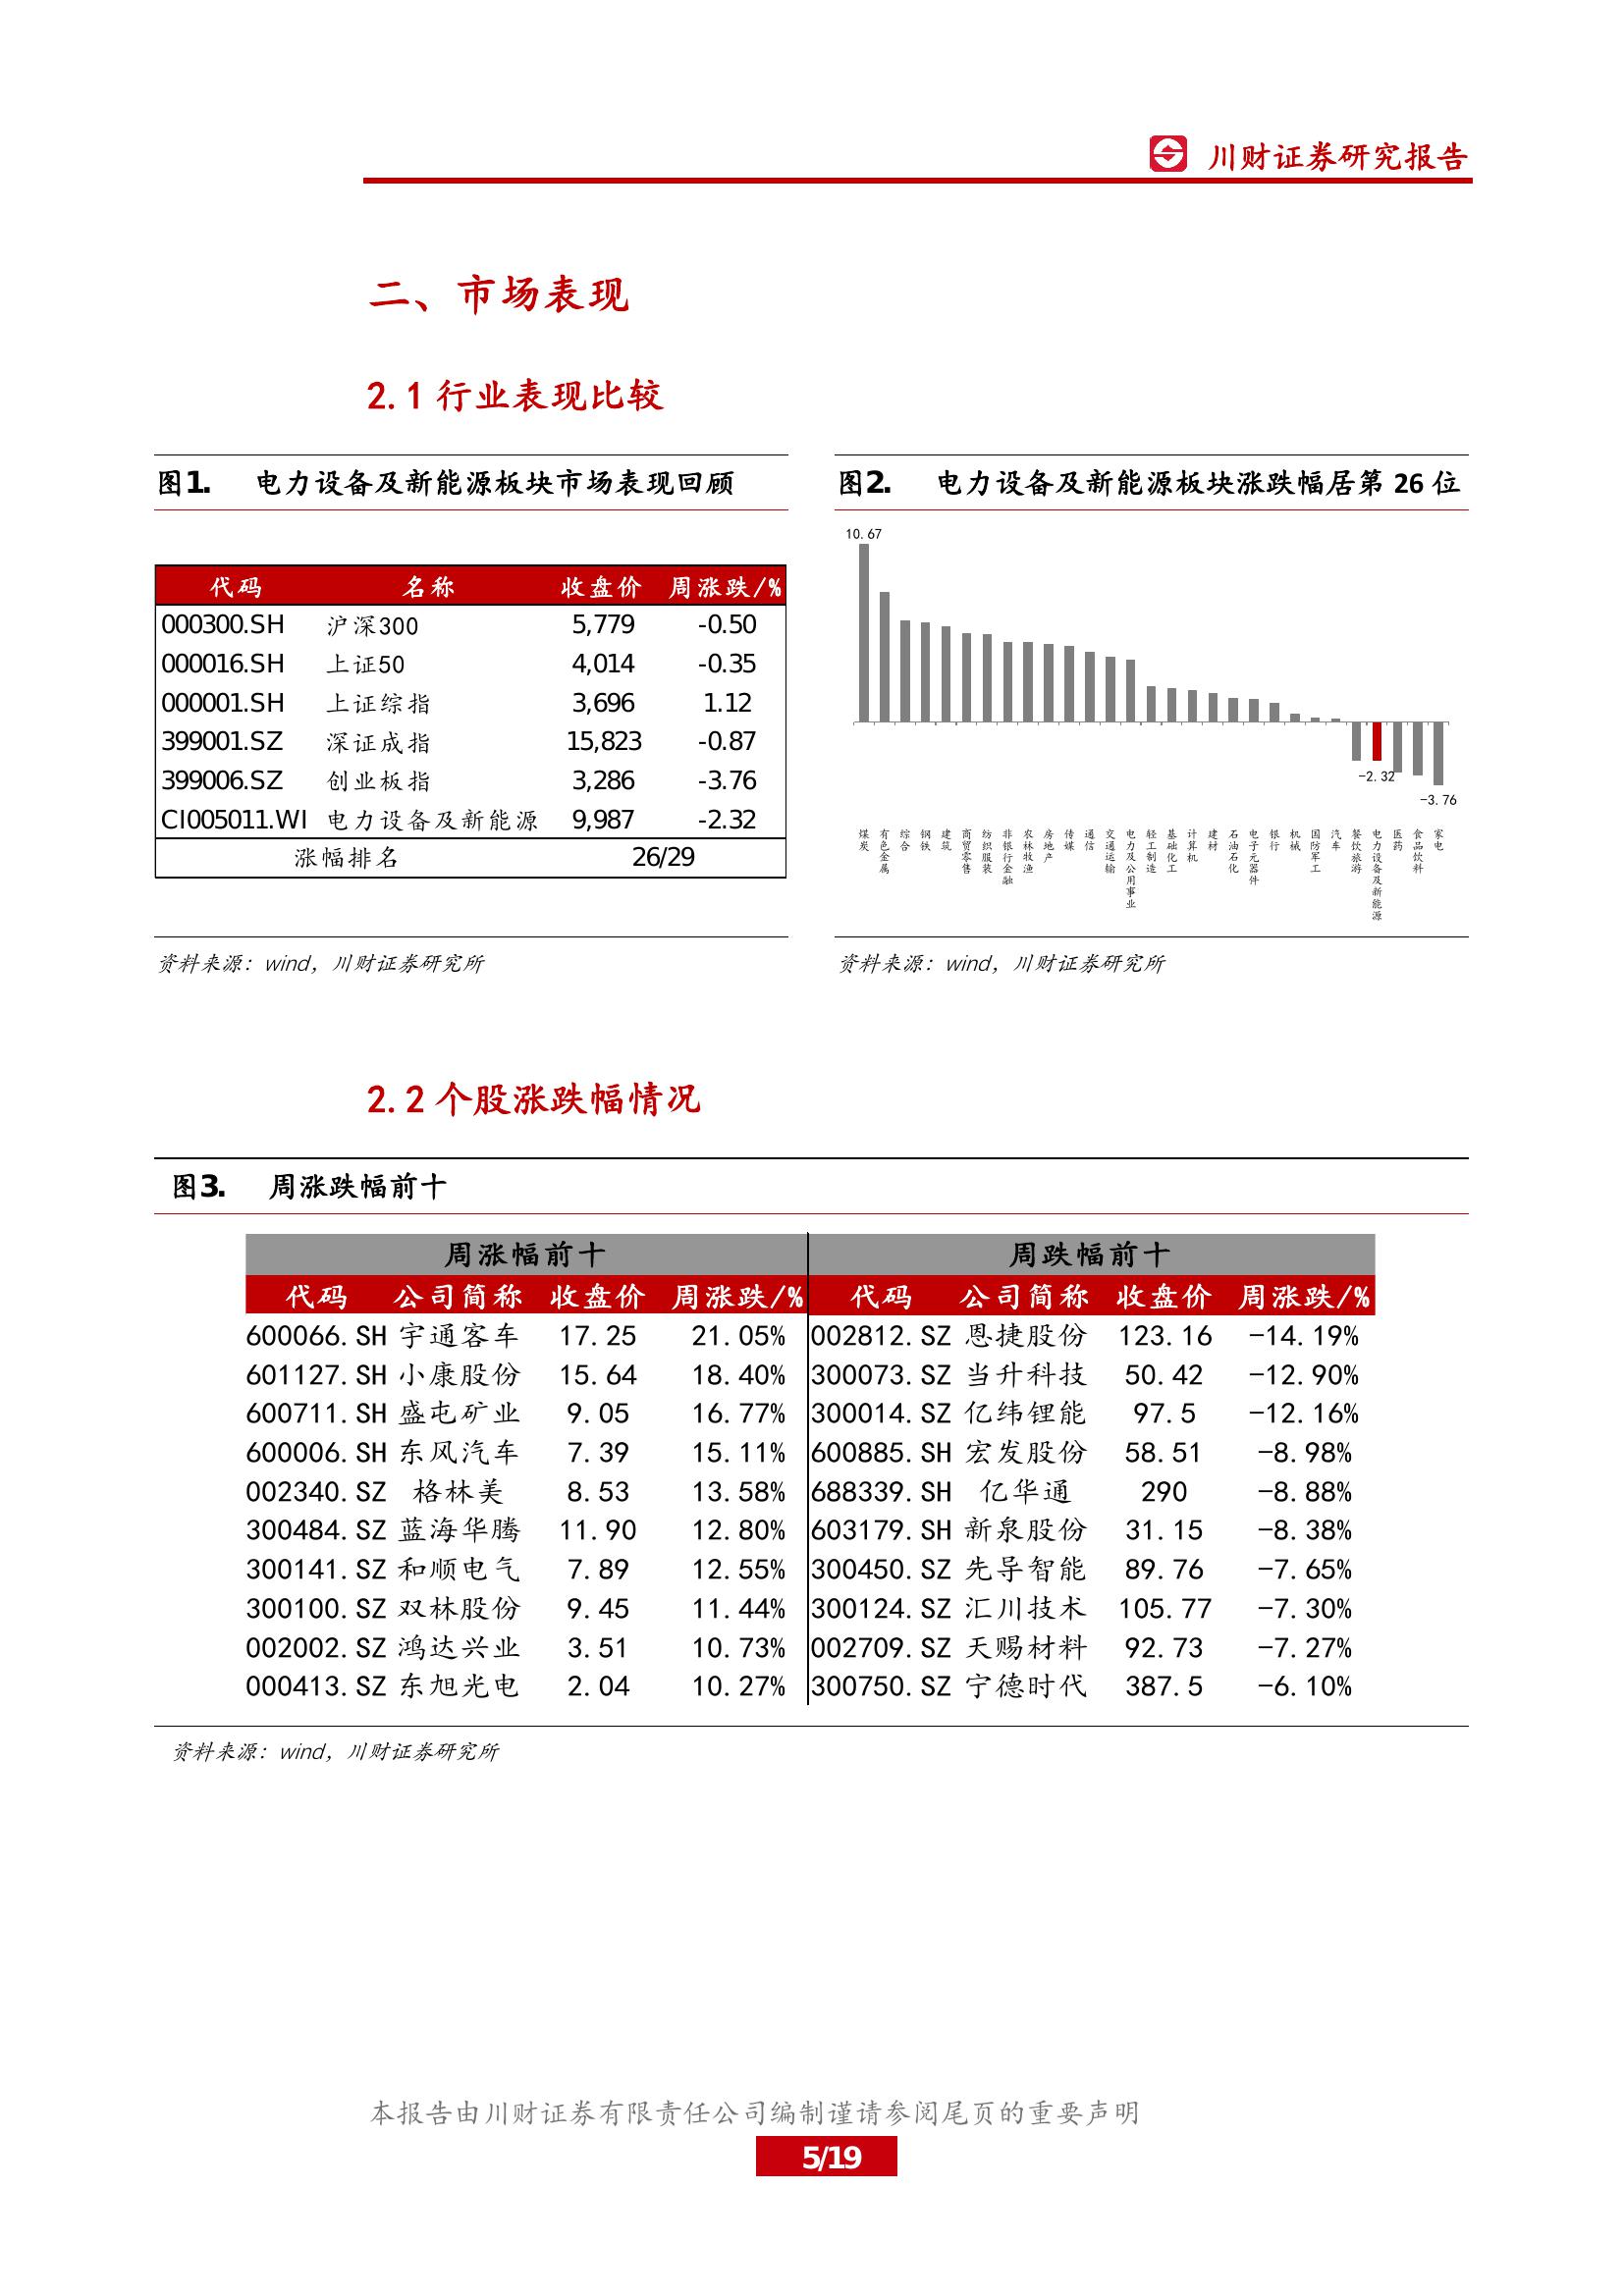 川财证券研究报告
二、市场表现
2.1 行业表现比较
图1. 电力设备及新能源板块市场表现回顾
代码 名称 收盘价 周涨跌/%
000300.SH 沪深300 5,779 -0.50
000016.SH 上证50 4,014 -0.35
000001.SH 上证综指 3,696 1.12
399001.SZ 深证成指 15,823 -0.87
399006.SZ 创业板指 3,286 -3.76
CI005011.WI 电力设备及新能源 9,987 -2.32
涨幅排名 26/29
资料来源：wind，川财证券研究所
图2. 电力设备及新能源板块涨跌幅居第 26 位
10.67
-2.32
-3.76
煤炭
有色金属
综合
钢铁
建筑
商贸零售
纺织服装
非银行金融
农林牧渔
房地产
传媒
通信
交通运输
电力及公用事业
轻工制造
基础化工
计算机
建材
石油石化
电子元器件
银行
机械
国防军工
汽车
餐饮旅游
电力设备及新能源
医药
食品饮料
家电
资料来源：wind，川财证券研究所
2.2 个股涨跌幅情况
图3. 周涨跌幅前十
周涨幅前十 周跌幅前十
代码 公司简称 收盘价 周涨跌/% 代码 公司简称 收盘价 周涨跌/%
600066.SH 宇通客车 17.25 21.05% 002812.SZ 恩捷股份 123.16 -14.19%
601127.SH 小康股份 15.64 18.40% 300073.SZ 当升科技 50.42 -12.90%
600711.SH 盛屯矿业 9.05 16.77% 300014.SZ 亿纬锂能 97.5 -12.16%
600006.SH 东风汽车 7.39 15.11% 600885.SH 宏发股份 58.51 -8.98%
002340.SZ 格林美 8.53 13.58% 688339.SH 亿华通 290 -8.88%
300484.SZ 蓝海华腾 11.90 12.80% 603179.SH 新泉股份 31.15 -8.38%
300141.SZ 和顺电气 7.89 12.55% 300450.SZ 先导智能 89.76 -7.65%
300100.SZ 双林股份 9.45 11.44% 300124.SZ 汇川技术 105.77 -7.30%
002002.SZ 鸿达兴业 3.51 10.73% 002709.SZ 天赐材料 92.73 -7.27%
000413.SZ 东旭光电 2.04 10.27% 300750.SZ 宁德时代 387.5 -6.10%
资料来源：wind，川财证券研究所
本报告由川财证券有限责任公司编制谨请参阅尾页的重要声明
5/19